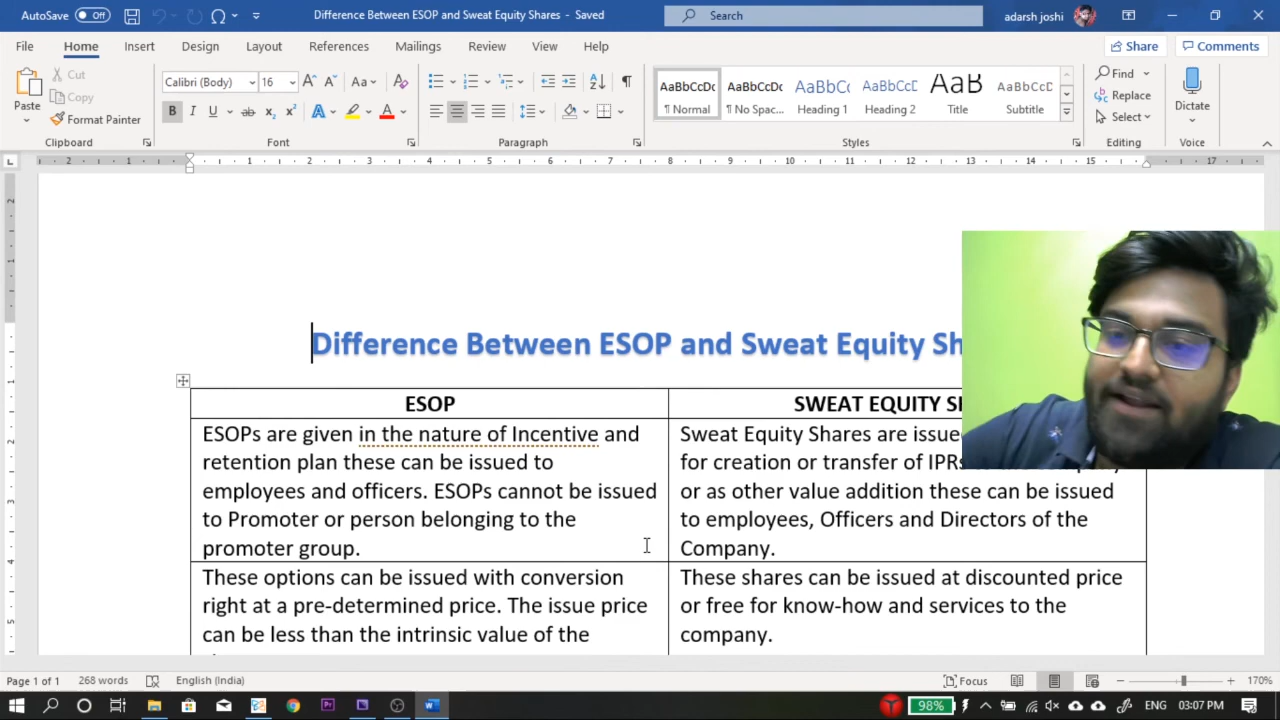 AutoSave Off
Difference Between ESOP and Sweat Equity Shares - Saved
Search
adarsh joshi
File Home Insert Design Layout References Mailings Review View Help
Share Comments
Paste
Cut
Copy
Format Painter
Clipboard
Calibri (Body) 16
Font
Paragraph
AaBbCcDc AaBbCcDc AaBbC AaBbCcD AaB AaBbCcD
¶ Normal ¶ No Spac... Heading 1 Heading 2 Title Subtitle
Styles
Find
Replace
Select
Editing
Dictate
Voice
Difference Between ESOP and Sweat Equity Sh
ESOP
SWEAT EQUITY S
ESOPs are given in the nature of Incentive and
retention plan these can be issued to
employees and officers. ESOPs cannot be issued
to Promoter or person belonging to the
promoter group.
Sweat Equity Shares are issue
for creation or transfer of IPRs
or as other value addition these can be issued
to employees, Officers and Directors of the
Company.
These options can be issued with conversion
right at a pre-determined price. The issue price
can be less than the intrinsic value of the
These shares can be issued at discounted price
or free for know-how and services to the
company.
Page 1 of 1 268 words English (India) Focus 170%
98% ENG 03:07 PM